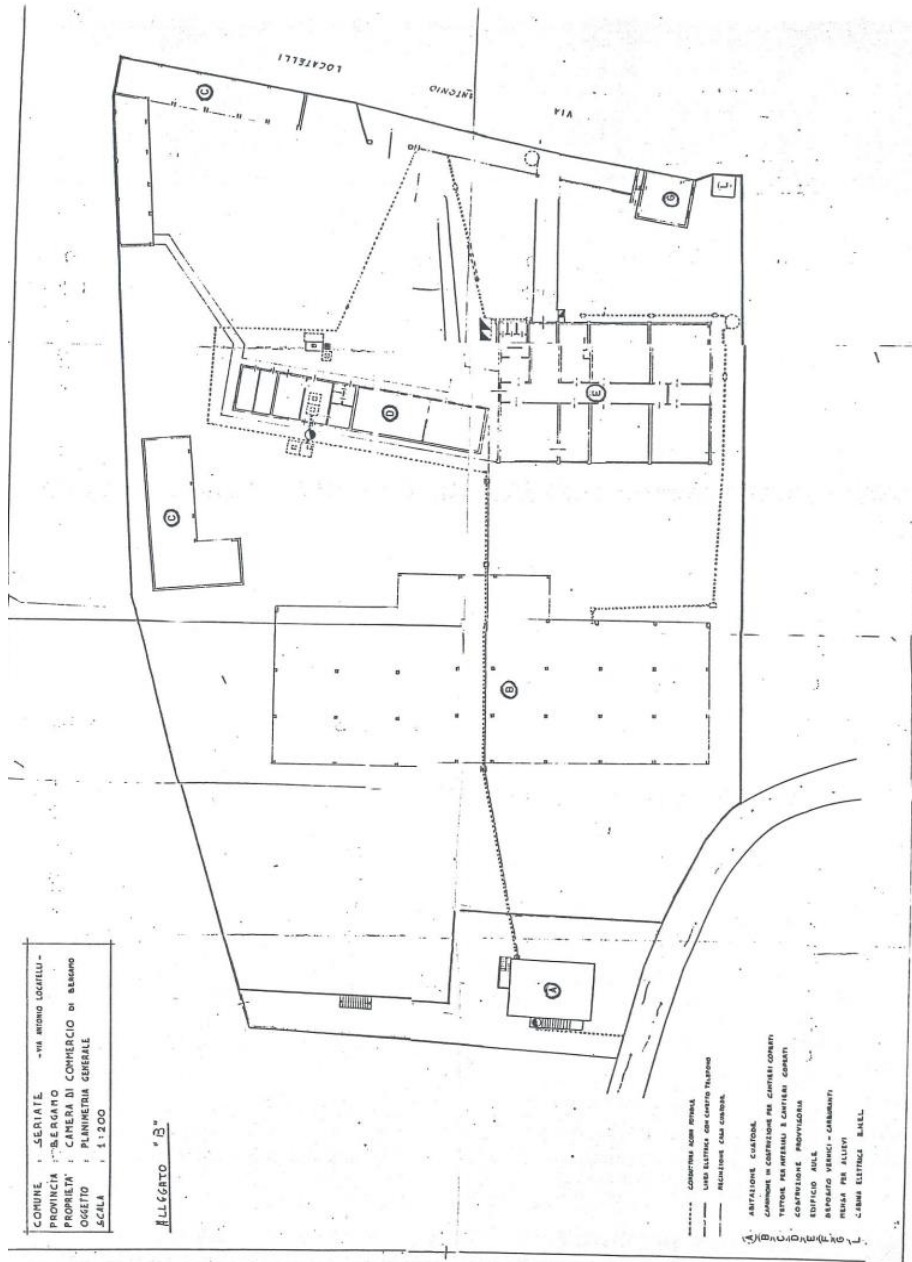 COMUNE : SERIATE - VIA ANTONIO LOCATELLI -
PROVINCIA : BERGAMO
PROPRIETA' : CAMERA DI COMMERCIO DI BERGAMO
OGGETTO : PLANIMETRIA GENERALE
SCALA : 1:200
ALLEGATO "B"
CONDUTTURA ACQUA POTABILE
LINEA ELETTRICA CON CAVETTO TELEFONO
RECINZIONE CASA CUSTODE
A ABITAZIONE CUSTODE
B CAPANNONE IN COSTRUZIONE PER CANTIERI COPERTI
C TETTOIE PER MATERIALI E CANTIERI COPERTI
D COSTRUZIONE PROVVISORIA
E EDIFICIO AULE
F DEPOSITO VERNICI - CARBURANTI
G MENSA PER ALLIEVI
L CABINA ELETTRICA E.N.E.L.
VIA ANTONIO LOCATELLI
C
G
L
E
D
C
B
A